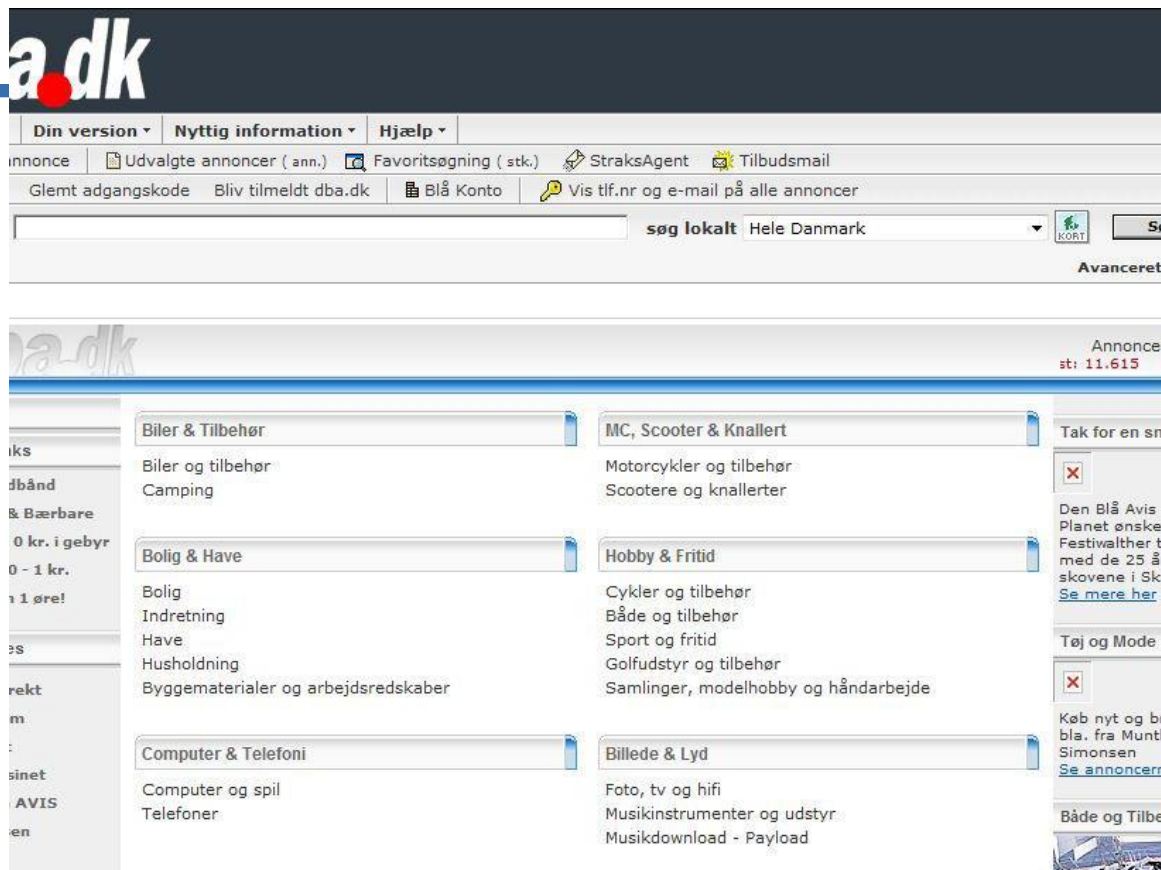 a.dk
Din version Nyttig information Hjælp
annonce Udvalgte annoncer ( ann.) Favoritsøgning ( stk.) StraksAgent Tilbudsmail
Glemt adgangskode Bliv tilmeldt dba.dk Blå Konto Vis tlf.nr og e-mail på alle annoncer
søg lokalt Hele Danmark KORT
Avanceret
ba.dk
Annonce
st: 11.615
Biler & Tilbehør
Biler og tilbehør
Camping
MC, Scooter & Knallert
Motorcykler og tilbehør
Scootere og knallerter
Bolig & Have
Bolig
Indretning
Have
Husholdning
Byggematerialer og arbejdsredskaber
Hobby & Fritid
Cykler og tilbehør
Både og tilbehør
Sport og fritid
Golfudstyr og tilbehør
Samlinger, modelhobby og håndarbejde
Computer & Telefoni
Computer og spil
Telefoner
Billede & Lyd
Foto, tv og hifi
Musikinstrumenter og udstyr
Musikdownload - Payload
aks
dbånd
& Bærbare
0 kr. i gebyr
0 - 1 kr.
1 øre!
es
rekt
m
sinet
AVIS
sen
Tak for en sm
Den Blå Avis
Planet ønske
Festiwalther t
med de 25 å
skovene i Sk
Se mere her
Tøj og Mode
Køb nyt og b
bla. fra Munt
Simonsen
Se annoncer
Både og Tilbe